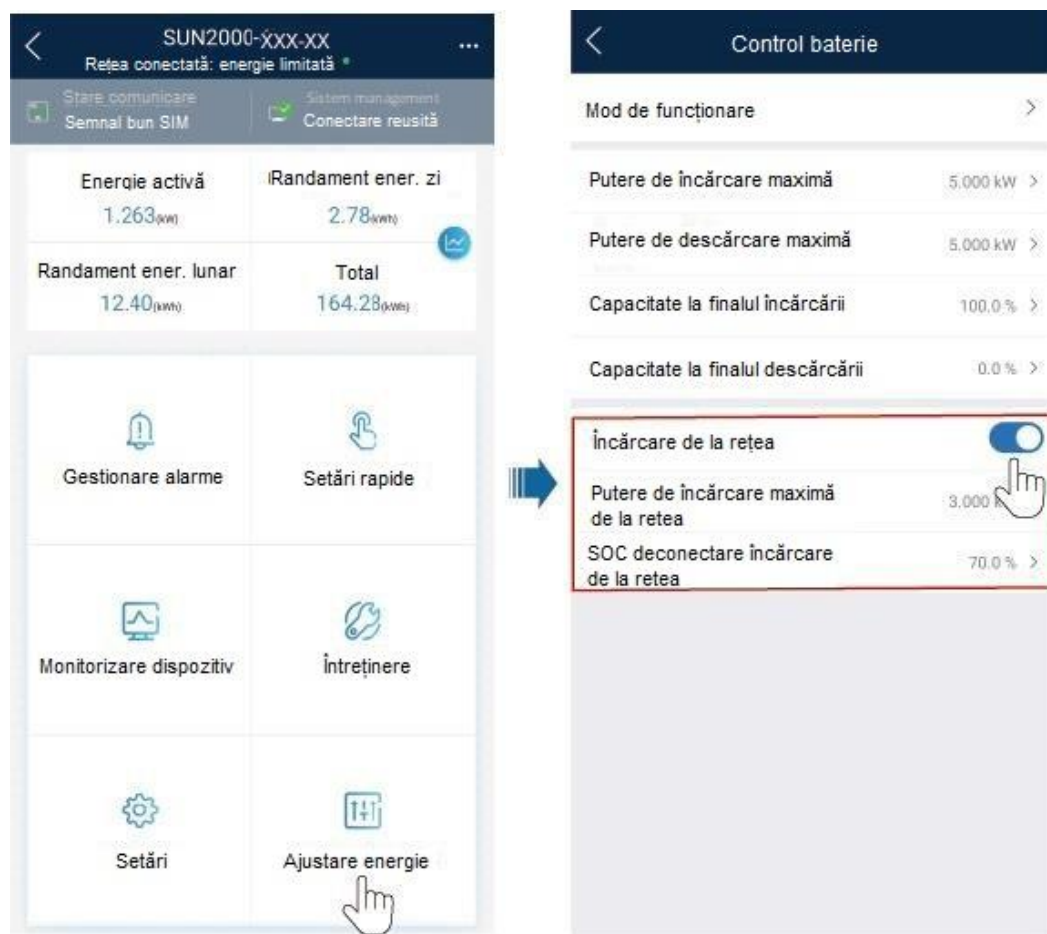 SUN2000-XXX-XX
Rețea conectată: energie limitată
Stare comunicare
Semnal bun SIM
Sistem management
Conectare reusită
Energie activă
1.263(kW)
Randament ener. zi
2.78(kWh)
Randament ener. lunar
12.40(kWh)
Total
164.28(kWh)
Gestionare alarme
Setări rapide
Monitorizare dispozitiv
Întreținere
Setări
Ajustare energie
Control baterie
Mod de funcționare
Putere de încărcare maximă
5.000 kW
Putere de descărcare maximă
5.000 kW
Capacitate la finalul încărcării
100.0 %
Capacitate la finalul descărcării
0.0 %
Încărcare de la rețea
Putere de încărcare maximă
de la retea
3.000
SOC deconectare încărcare
de la retea
70.0 %